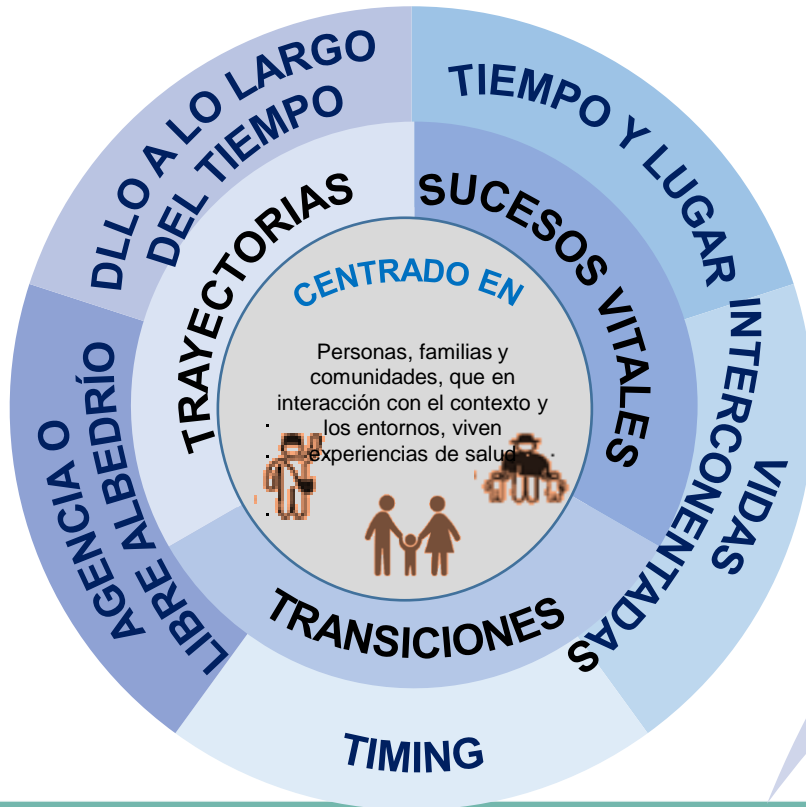 DLLO A LO LARGO
DEL TIEMPO
TIEMPO Y LUGAR
VIDAS
INTERCONENTADAS
TIMING
AGENCIA O
LIBRE ALBEDRÍO
TRAYECTORIAS
SUCESOS VITALES
TRANSICIONES
S
CENTRADO EN
Personas, familias y
comunidades, que en
interacción con el contexto y
los entornos, viven
experiencias de salud